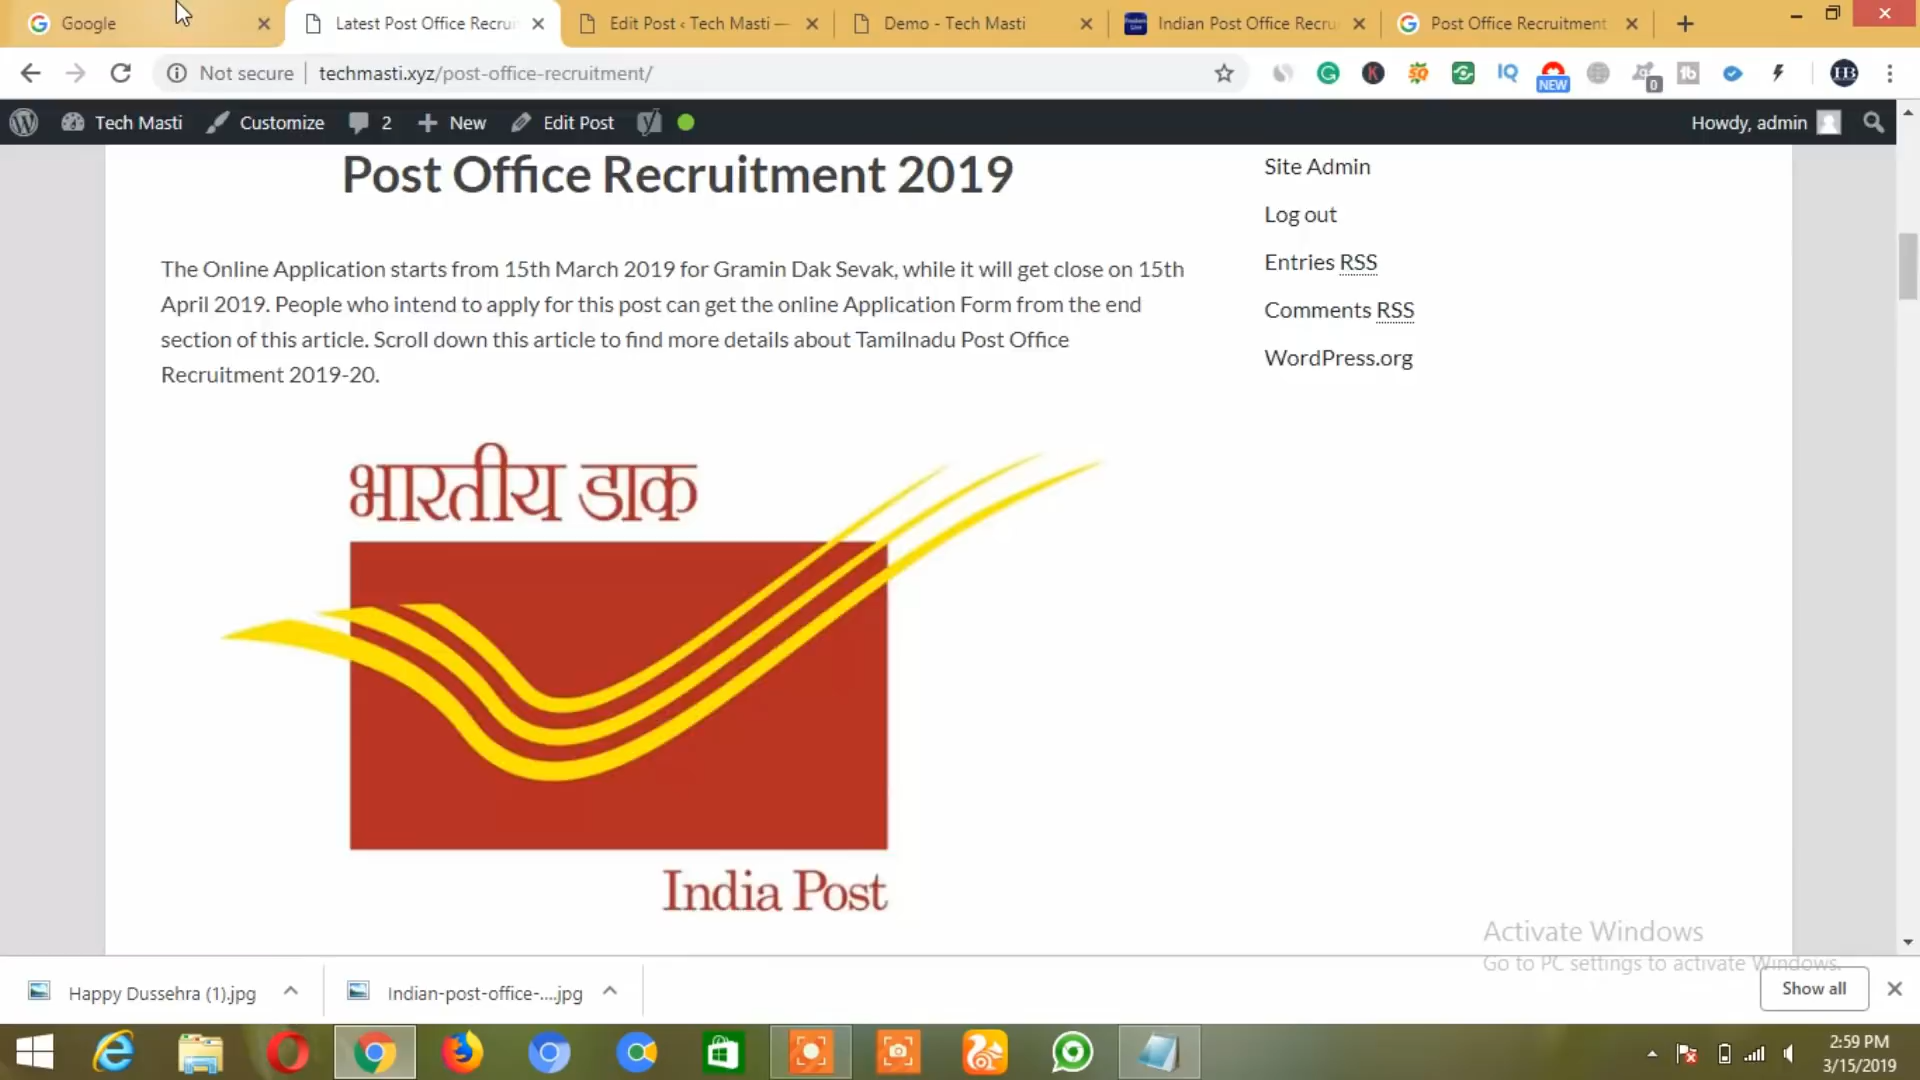 Google
Latest Post Office Recrui
Edit Post ‹ Tech Masti —
Demo - Tech Masti
Indian Post Office Recru
Post Office Recruitment
Not secure
techmasti.xyz/post-office-recruitment/
NEW
0
Tech Masti
Customize
2
New
Edit Post
Howdy, admin
Post Office Recruitment 2019
The Online Application starts from 15th March 2019 for Gramin Dak Sevak, while it will get close on 15th
April 2019. People who intend to apply for this post can get the online Application Form from the end
section of this article. Scroll down this article to find more details about Tamilnadu Post Office
Recruitment 2019-20.
Site Admin
Log out
Entries RSS
Comments RSS
WordPress.org
भारतीय डाक
India Post
Activate Windows
Go to PC settings to activate Windows.
Happy Dussehra (1).jpg
Indian-post-office-....jpg
Show all
2:59 PM
3/15/2019